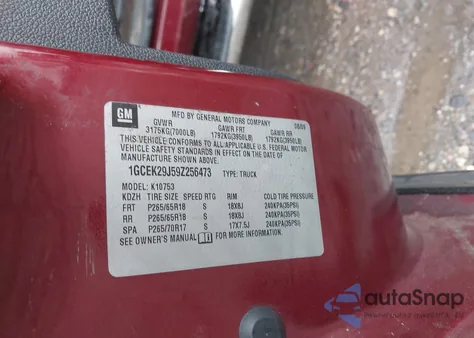 GM
MFD BY GENERAL MOTORS COMPANY 08/09
GVWR GAWR FRT GAWR RR
3175KG(7000LB) 1792KG(3950LB) 1792KG(3950LB)
THIS VEHICLE CONFORMS TO ALL APPLICABLE U.S. FEDERAL MOTOR
VEHICLE SAFETY STANDARDS IN EFFECT ON THE DATE OF
MANUFACTURE SHOWN ABOVE.
1GCEK29J59Z256473 TYPE: TRUCK
MODEL: K10753
KDZH TIRE SIZE SPEED RTG RIM COLD TIRE PRESSURE
FRT P265/65R18 S 18X8J 240KPA(35PSI)
RR P265/65R18 S 18X8J 240KPA(35PSI)
SPA P265/70R17 S 17X7.5J 240KPA(35PSI)
SEE OWNER'S MANUAL FOR MORE INFORMATION.
autoSnap